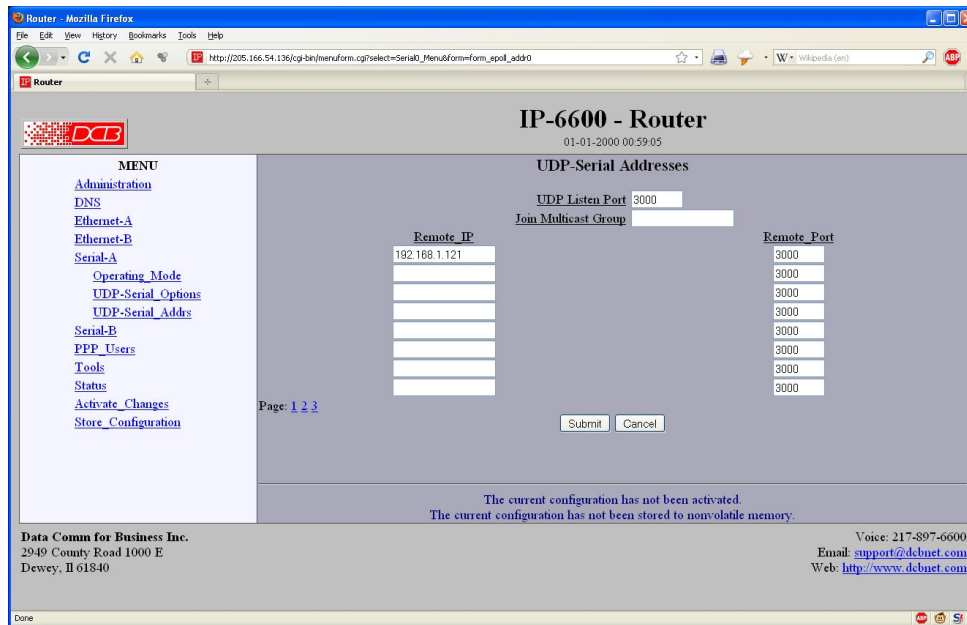 Router - Mozilla Firefox
File Edit View History Bookmarks Tools Help
http://205.166.54.136/cgi-bin/menuform.cgi?select=Serial0_Menu&form=form_epoll_addr0
W Wikipedia (en)
ABP
IP Router
DCB
IP-6600 - Router
01-01-2000 00:59:05
MENU
Administration
DNS
Ethernet-A
Ethernet-B
Serial-A
Operating_Mode
UDP-Serial_Options
UDP-Serial_Addrs
Serial-B
PPP_Users
Tools
Status
Activate_Changes
Store_Configuration
UDP-Serial Addresses
UDP Listen Port 3000
Join Multicast Group
Remote_IP Remote_Port
192.168.1.121 3000
3000
3000
3000
3000
3000
3000
3000
Page: 1 2 3
Submit Cancel
The current configuration has not been activated.
The current configuration has not been stored to nonvolatile memory.
Data Comm for Business Inc.
2949 County Road 1000 E
Dewey, Il 61840
Voice: 217-897-6600
Email: support@dcbnet.com
Web: http://www.dcbnet.com
Done
ABP